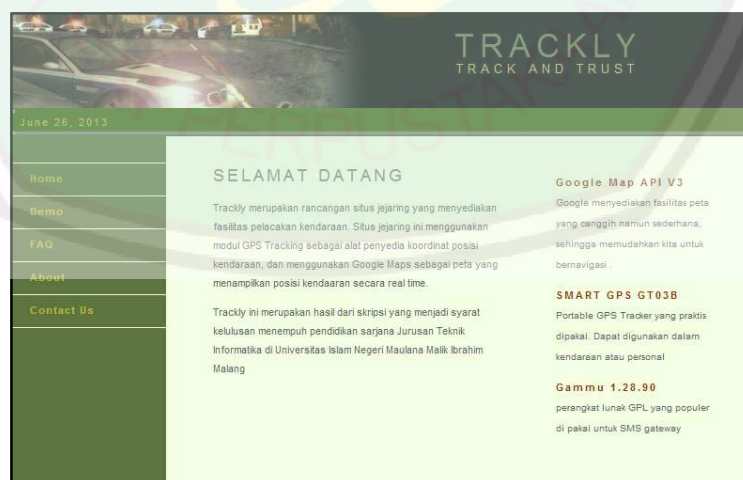 TRACKLY
TRACK AND TRUST
June 26, 2013
Home
Demo
FAQ
About
Contact Us
SELAMAT DATANG
Trackly merupakan rancangan situs jejaring yang menyediakan
fasilitas pelacakan kendaraan. Situs jejaring ini menggunakan
modul GPS Tracking sebagai alat penyedia koordinat posisi
kendaraan, dan menggunakan Google Maps sebagai peta yang
menampilkan posisi kendaaran secara real time.
Trackly ini merupakan hasil dari skripsi yang menjadi syarat
kelulusan menempuh pendidikan sarjana Jurusan Teknik
Informatika di Universitas Islam Negeri Maulana Malik Ibrahim
Malang
Google Map API V3
Google menyediakan fasilitas peta
yang canggih namun sederhana,
sehingga memudahkan kita untuk
bernavigasi .
SMART GPS GT03B
Portable GPS Tracker yang praktis
dipakai. Dapat digunakan dalam
kendaraan atau personal
Gammu 1.28.90
perangkat lunak GPL yang populer
di pakai untuk SMS gateway